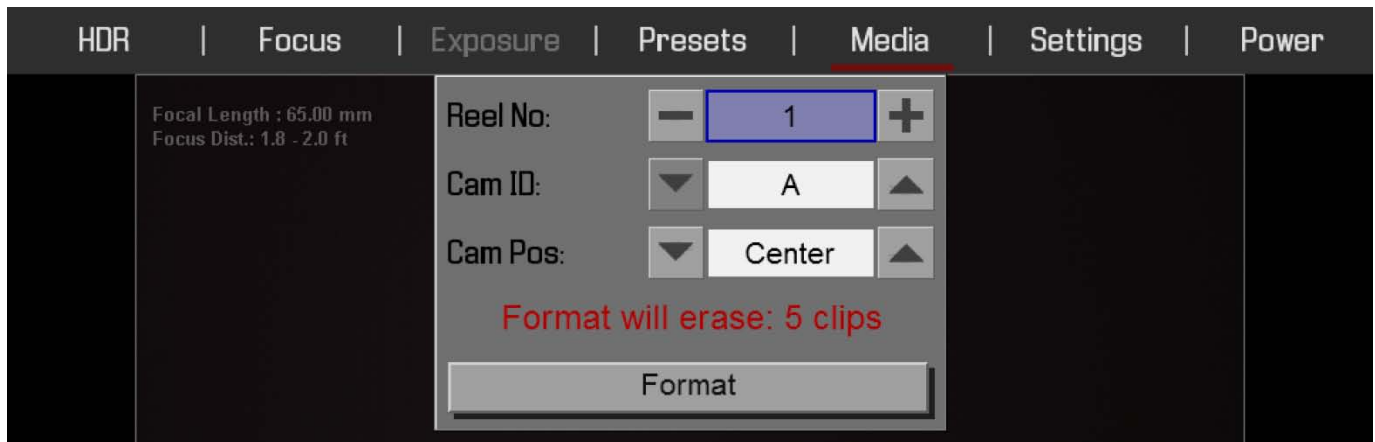 HDR | Focus | Exposure | Presets | Media | Settings | Power
Focal Length : 65.00 mm
Focus Dist.: 1.8 - 2.0 ft
Reel No: 1
Cam ID: A
Cam Pos: Center
Format will erase: 5 clips
Format